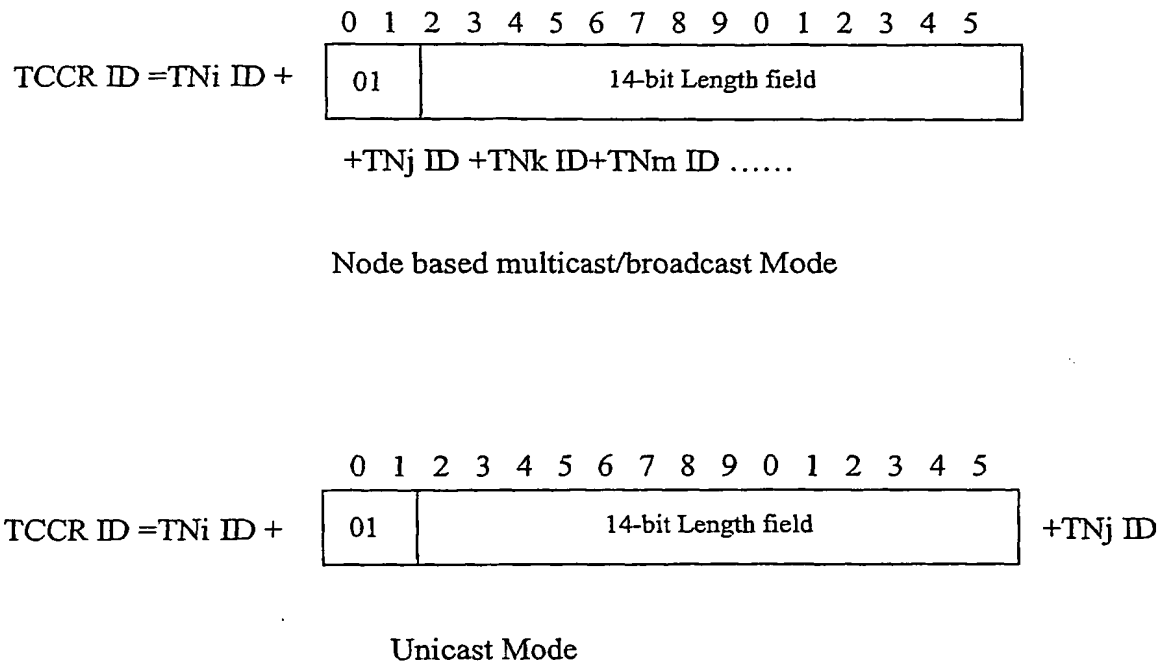 0 1 2 3 4 5 6 7 8 9 0 1 2 3 4 5
TCCR ID =TNi ID + 01 14-bit Length field
+TNj ID +TNk ID+TNm ID ......
Node based multicast/broadcast Mode
0 1 2 3 4 5 6 7 8 9 0 1 2 3 4 5
TCCR ID =TNi ID + 01 14-bit Length field +TNj ID
Unicast Mode